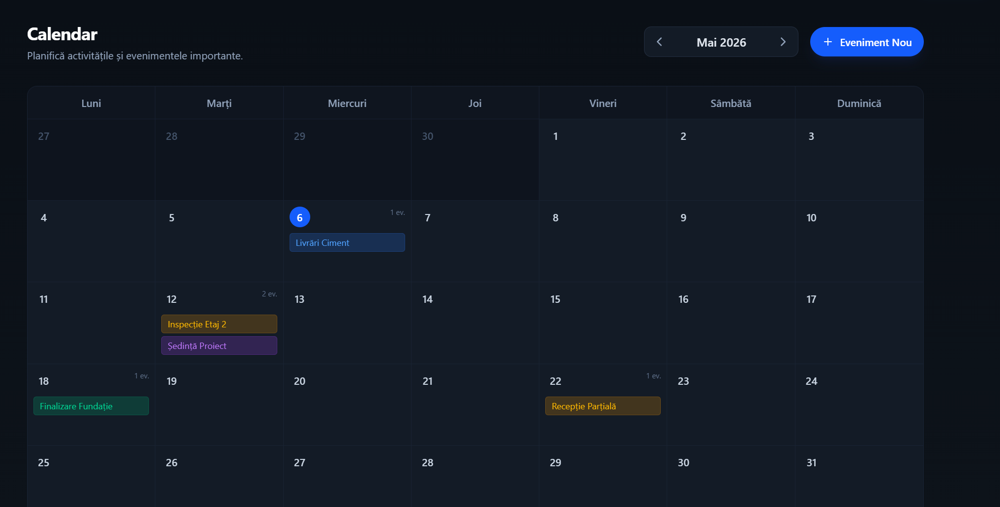 Calendar
Planifică activitățile și evenimentele importante.
Mai 2026
+ Eveniment Nou
Luni Marți Miercuri Joi Vineri Sâmbătă Duminică
27 28 29 30 1 2 3
4 5 6 1 ev. 7 8 9 10
Livrări Ciment
11 12 2 ev. 13 14 15 16 17
Inspecție Etaj 2
Ședință Proiect
18 1 ev. 19 20 21 22 1 ev. 23 24
Finalizare Fundație Recepție Parțială
25 26 27 28 29 30 31